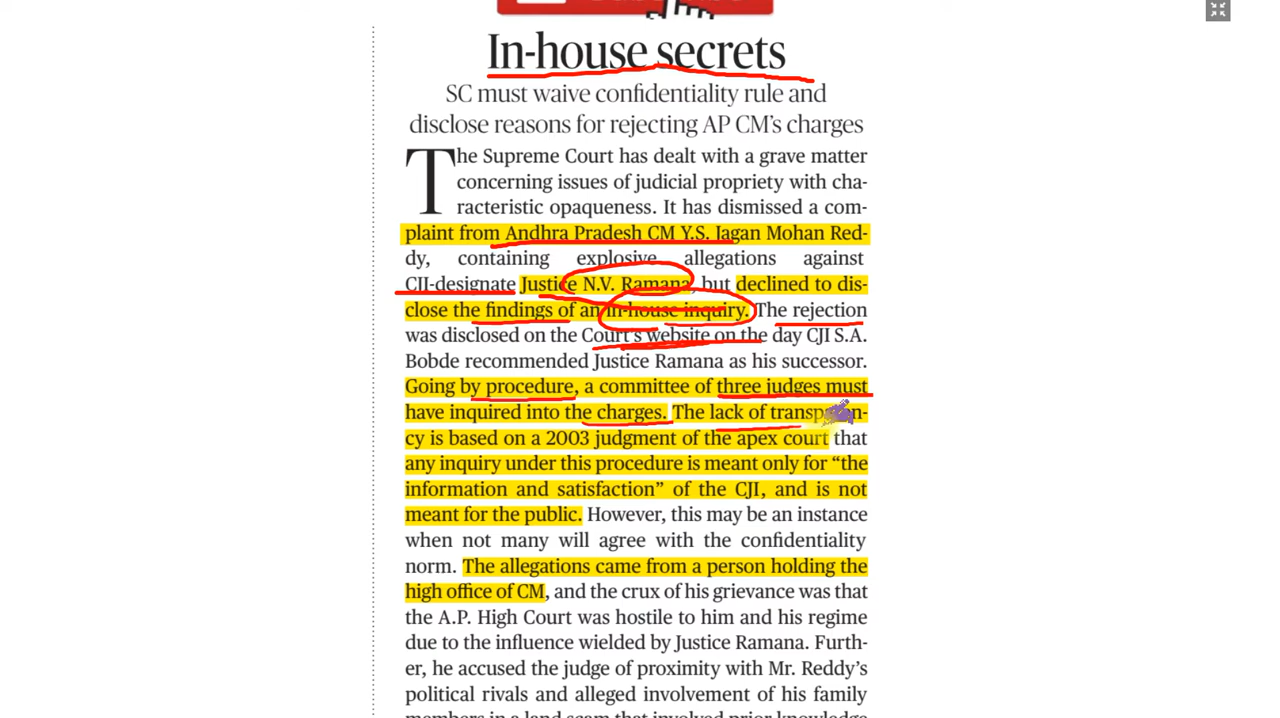 In-house secrets
SC must waive confidentiality rule and
disclose reasons for rejecting AP CM's charges
The Supreme Court has dealt with a grave matter
concerning issues of judicial propriety with cha-
racteristic opaqueness. It has dismissed a com-
plaint from Andhra Pradesh CM Y.S. Jagan Mohan Red-
dy, containing explosive allegations against
CJI-designate Justice N.V. Ramana, but declined to dis-
close the findings of an in-house inquiry. The rejection
was disclosed on the Court's website on the day CJI S.A.
Bobde recommended Justice Ramana as his successor.
Going by procedure, a committee of three judges must
have inquired into the charges. The lack of transparen-
cy is based on a 2003 judgment of the apex court that
any inquiry under this procedure is meant only for “the
information and satisfaction” of the CJI, and is not
meant for the public. However, this may be an instance
when not many will agree with the confidentiality
norm. The allegations came from a person holding the
high office of CM, and the crux of his grievance was that
the A.P. High Court was hostile to him and his regime
due to the influence wielded by Justice Ramana. Furth-
er, he accused the judge of proximity with Mr. Reddy's
political rivals and alleged involvement of his family
members in a land scam that involved prior knowledge